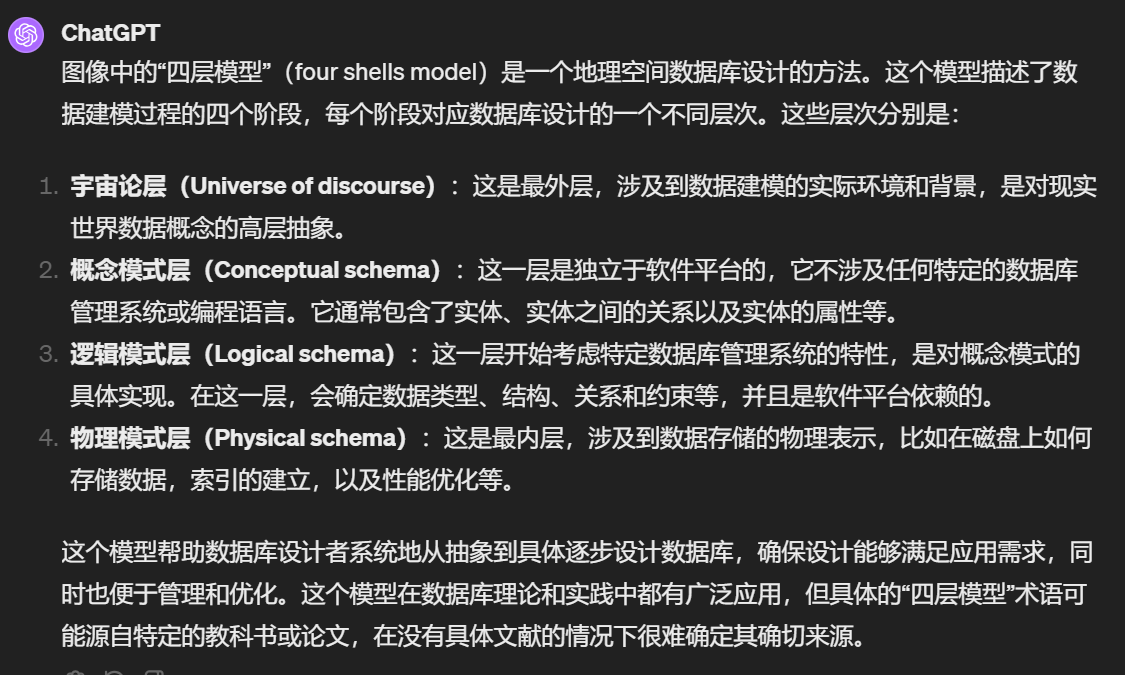 ChatGPT
图像中的“四层模型”（four shells model）是一个地理空间数据库设计的方法。这个模型描述了数
据建模过程的四个阶段，每个阶段对应数据库设计的一个不同层次。这些层次分别是：
1. 宇宙论层（Universe of discourse）：这是最外层，涉及到数据建模的实际环境和背景，是对现实
世界数据概念的高层抽象。
2. 概念模式层（Conceptual schema）：这一层是独立于软件平台的，它不涉及任何特定的数据库
管理系统或编程语言。它通常包含了实体、实体之间的关系以及实体的属性等。
3. 逻辑模式层（Logical schema）：这一层开始考虑特定数据库管理系统的特性，是对概念模式的
具体实现。在这一层，会确定数据类型、结构、关系和约束等，并且是软件平台依赖的。
4. 物理模式层（Physical schema）：这是最内层，涉及到数据存储的物理表示，比如在磁盘上如何
存储数据，索引的建立，以及性能优化等。
这个模型帮助数据库设计者系统地从抽象到具体逐步设计数据库，确保设计能够满足应用需求，同
时也便于管理和优化。这个模型在数据库理论和实践中都有广泛应用，但具体的“四层模型”术语可
能源自特定的教科书或论文，在没有具体文献的情况下很难确定其确切来源。